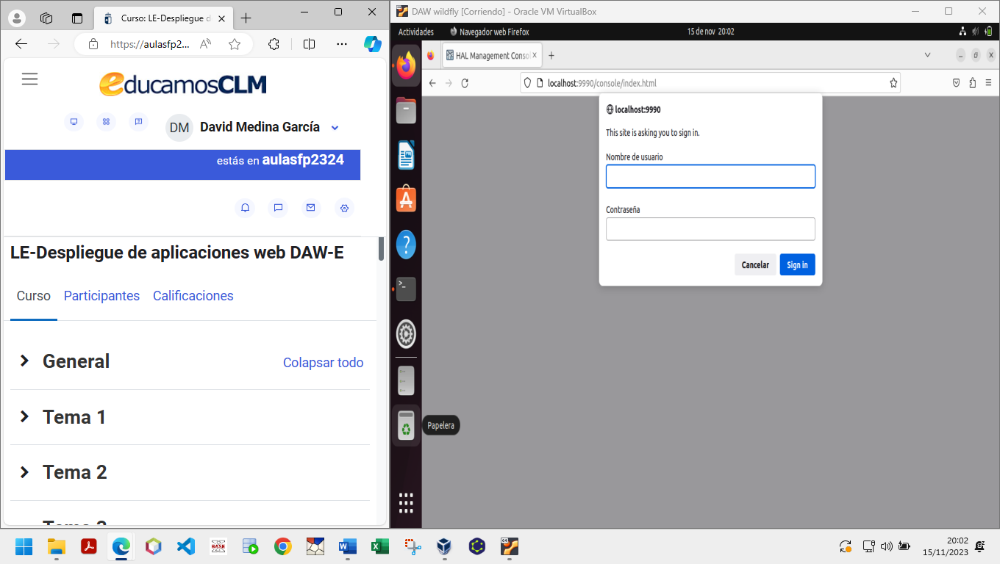 Curso: LE-Despliegue d
https://aulasfp2...
educamosCLM
DM
David Medina García
estás en aulasfp2324
LE-Despliegue de aplicaciones web DAW-E
Curso
Participantes
Calificaciones
General
Colapsar todo
Tema 1
Tema 2
DAW wildfly [Corriendo] - Oracle VM VirtualBox
Actividades
Navegador web Firefox
15 de nov 20:02
HAL Management Consol
localhost:9990/console/index.html
localhost:9990
This site is asking you to sign in.
Nombre de usuario
Contraseña
Cancelar
Sign in
Papelera
20:02
15/11/2023